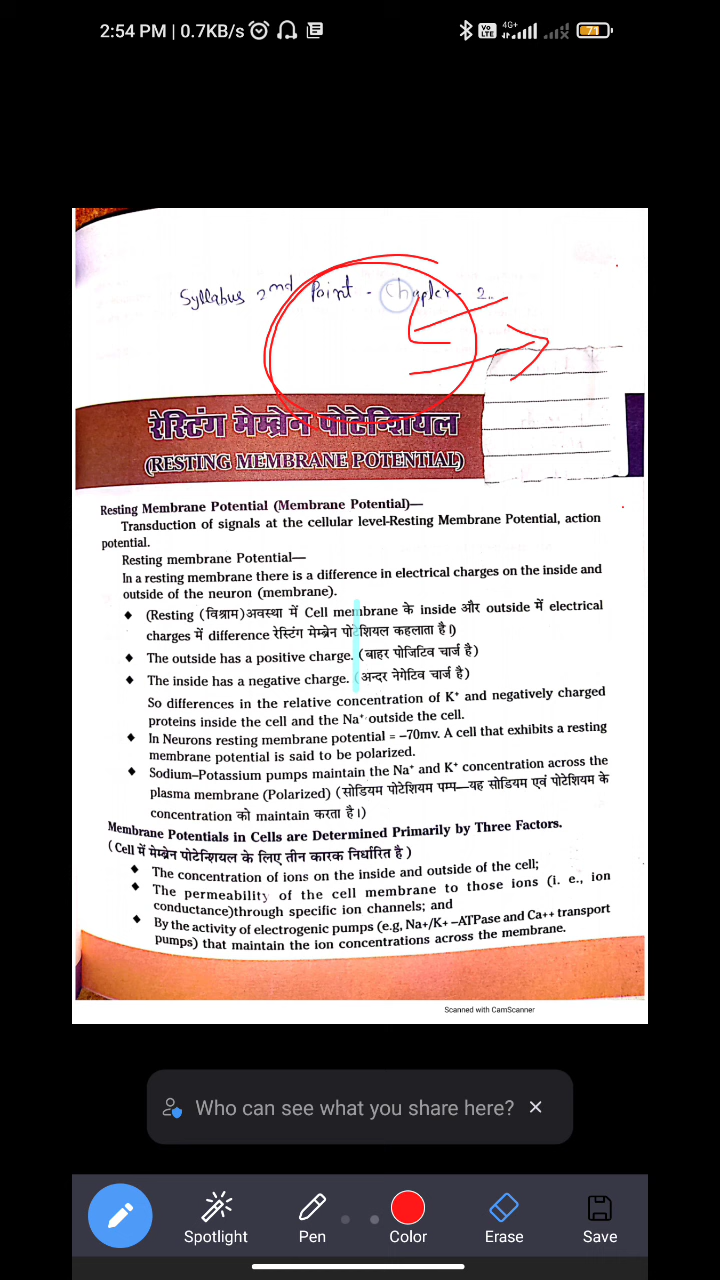 2:54 PM | 0.7KB/s
Vo LTE 4G+ 71
Syllabus 2nd Point - Chapter - 2.
रेस्टिंग मेम्ब्रेन पोटेन्शियल
(RESTING MEMBRANE POTENTIAL)
Resting Membrane Potential (Membrane Potential)—
Transduction of signals at the cellular level-Resting Membrane Potential, action
potential.
Resting membrane Potential—
In a resting membrane there is a difference in electrical charges on the inside and
outside of the neuron (membrane).
♦ (Resting (विश्राम)अवस्था में Cell membrane के inside और outside में electrical
charges में difference रेस्टिंग मेम्ब्रेन पोटेशियल कहलाता है।)
♦ The outside has a positive charge. (बाहर पोजिटिव चार्ज है)
♦ The inside has a negative charge. (अन्दर नेगेटिव चार्ज है)
So differences in the relative concentration of K⁺ and negatively charged
proteins inside the cell and the Na⁺ outside the cell.
♦ In Neurons resting membrane potential = –70mv. A cell that exhibits a resting
membrane potential is said to be polarized.
♦ Sodium–Potassium pumps maintain the Na⁺ and K⁺ concentration across the
plasma membrane (Polarized) (सोडियम पोटेशियम पम्प—यह सोडियम एवं पोटेशियम के
concentration को maintain करता है।)
Membrane Potentials in Cells are Determined Primarily by Three Factors.
(Cell में मेम्ब्रेन पोटेन्शियल के लिए तीन कारक निर्धारित है )
♦ The concentration of ions on the inside and outside of the cell;
♦ The permeability of the cell membrane to those ions (i. e., ion
conductance)through specific ion channels; and
♦ By the activity of electrogenic pumps (e.g, Na+/K+ –ATPase and Ca++ transport
pumps) that maintain the ion concentrations across the membrane.
Scanned with CamScanner
Who can see what you share here?
Spotlight Pen Color Erase Save